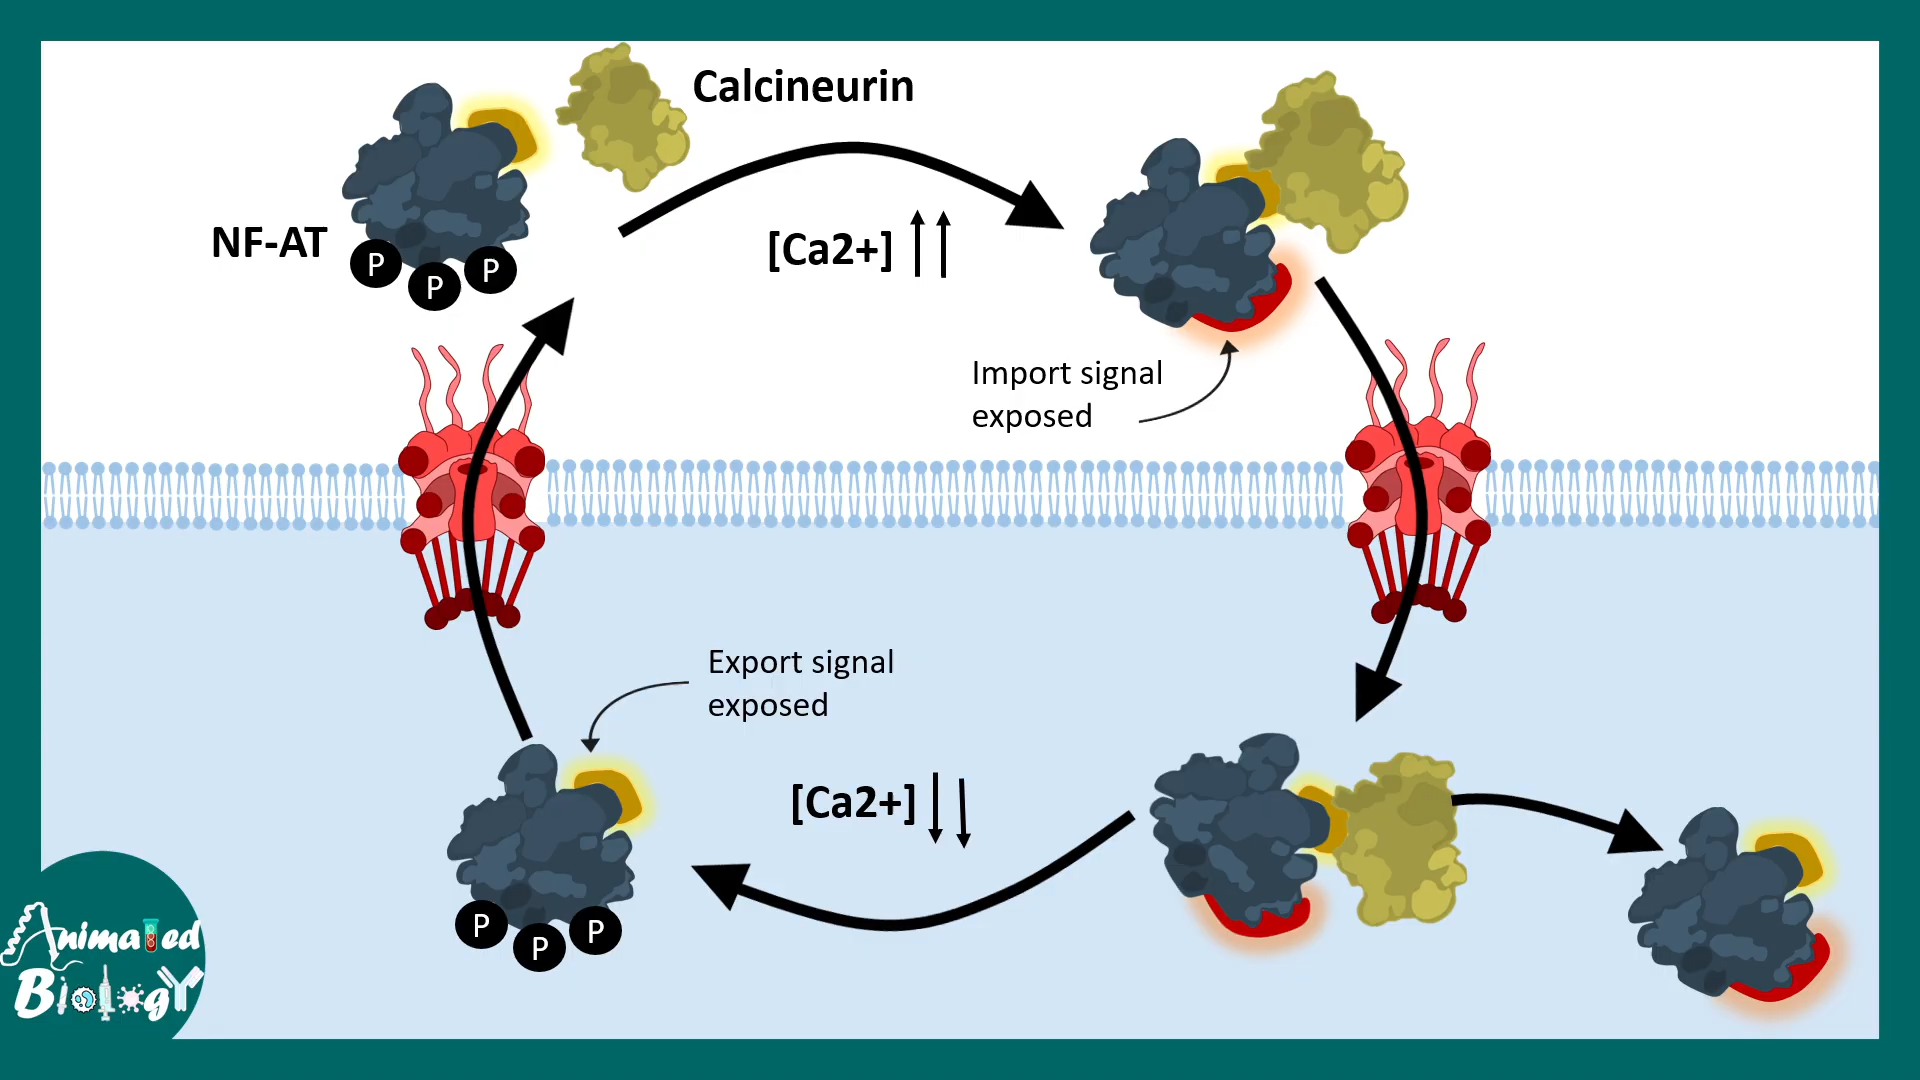 Calcineurin
NF-AT
P
P
P
[Ca2+]
Import signal
exposed
Export signal
exposed
[Ca2+]
P
P
P
Animated
Biology